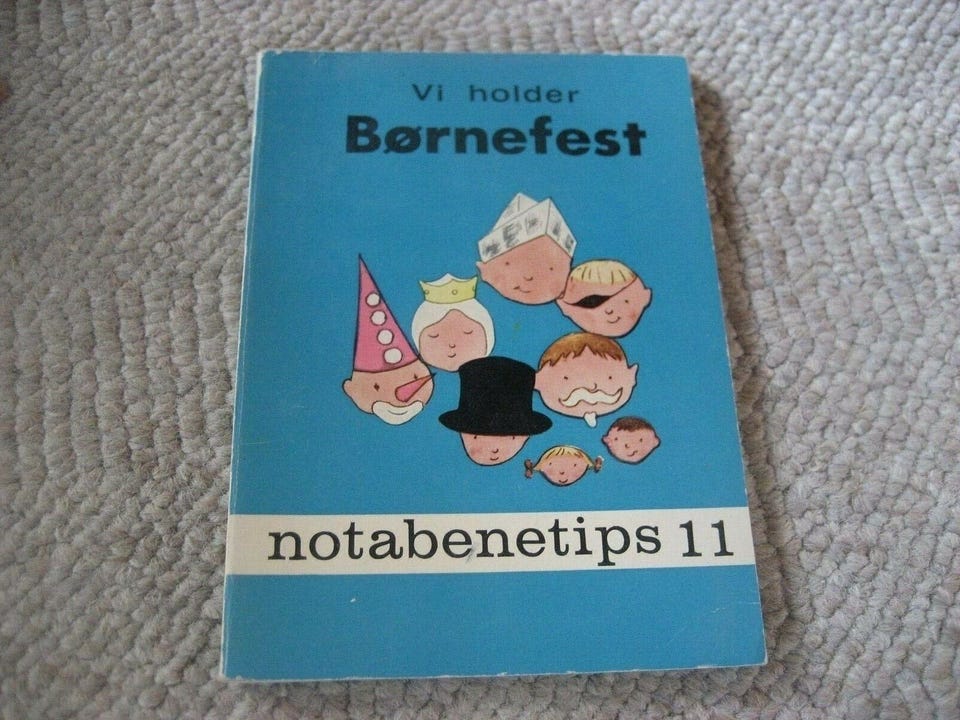 Vi holder
Børnefest
notabenetips 11